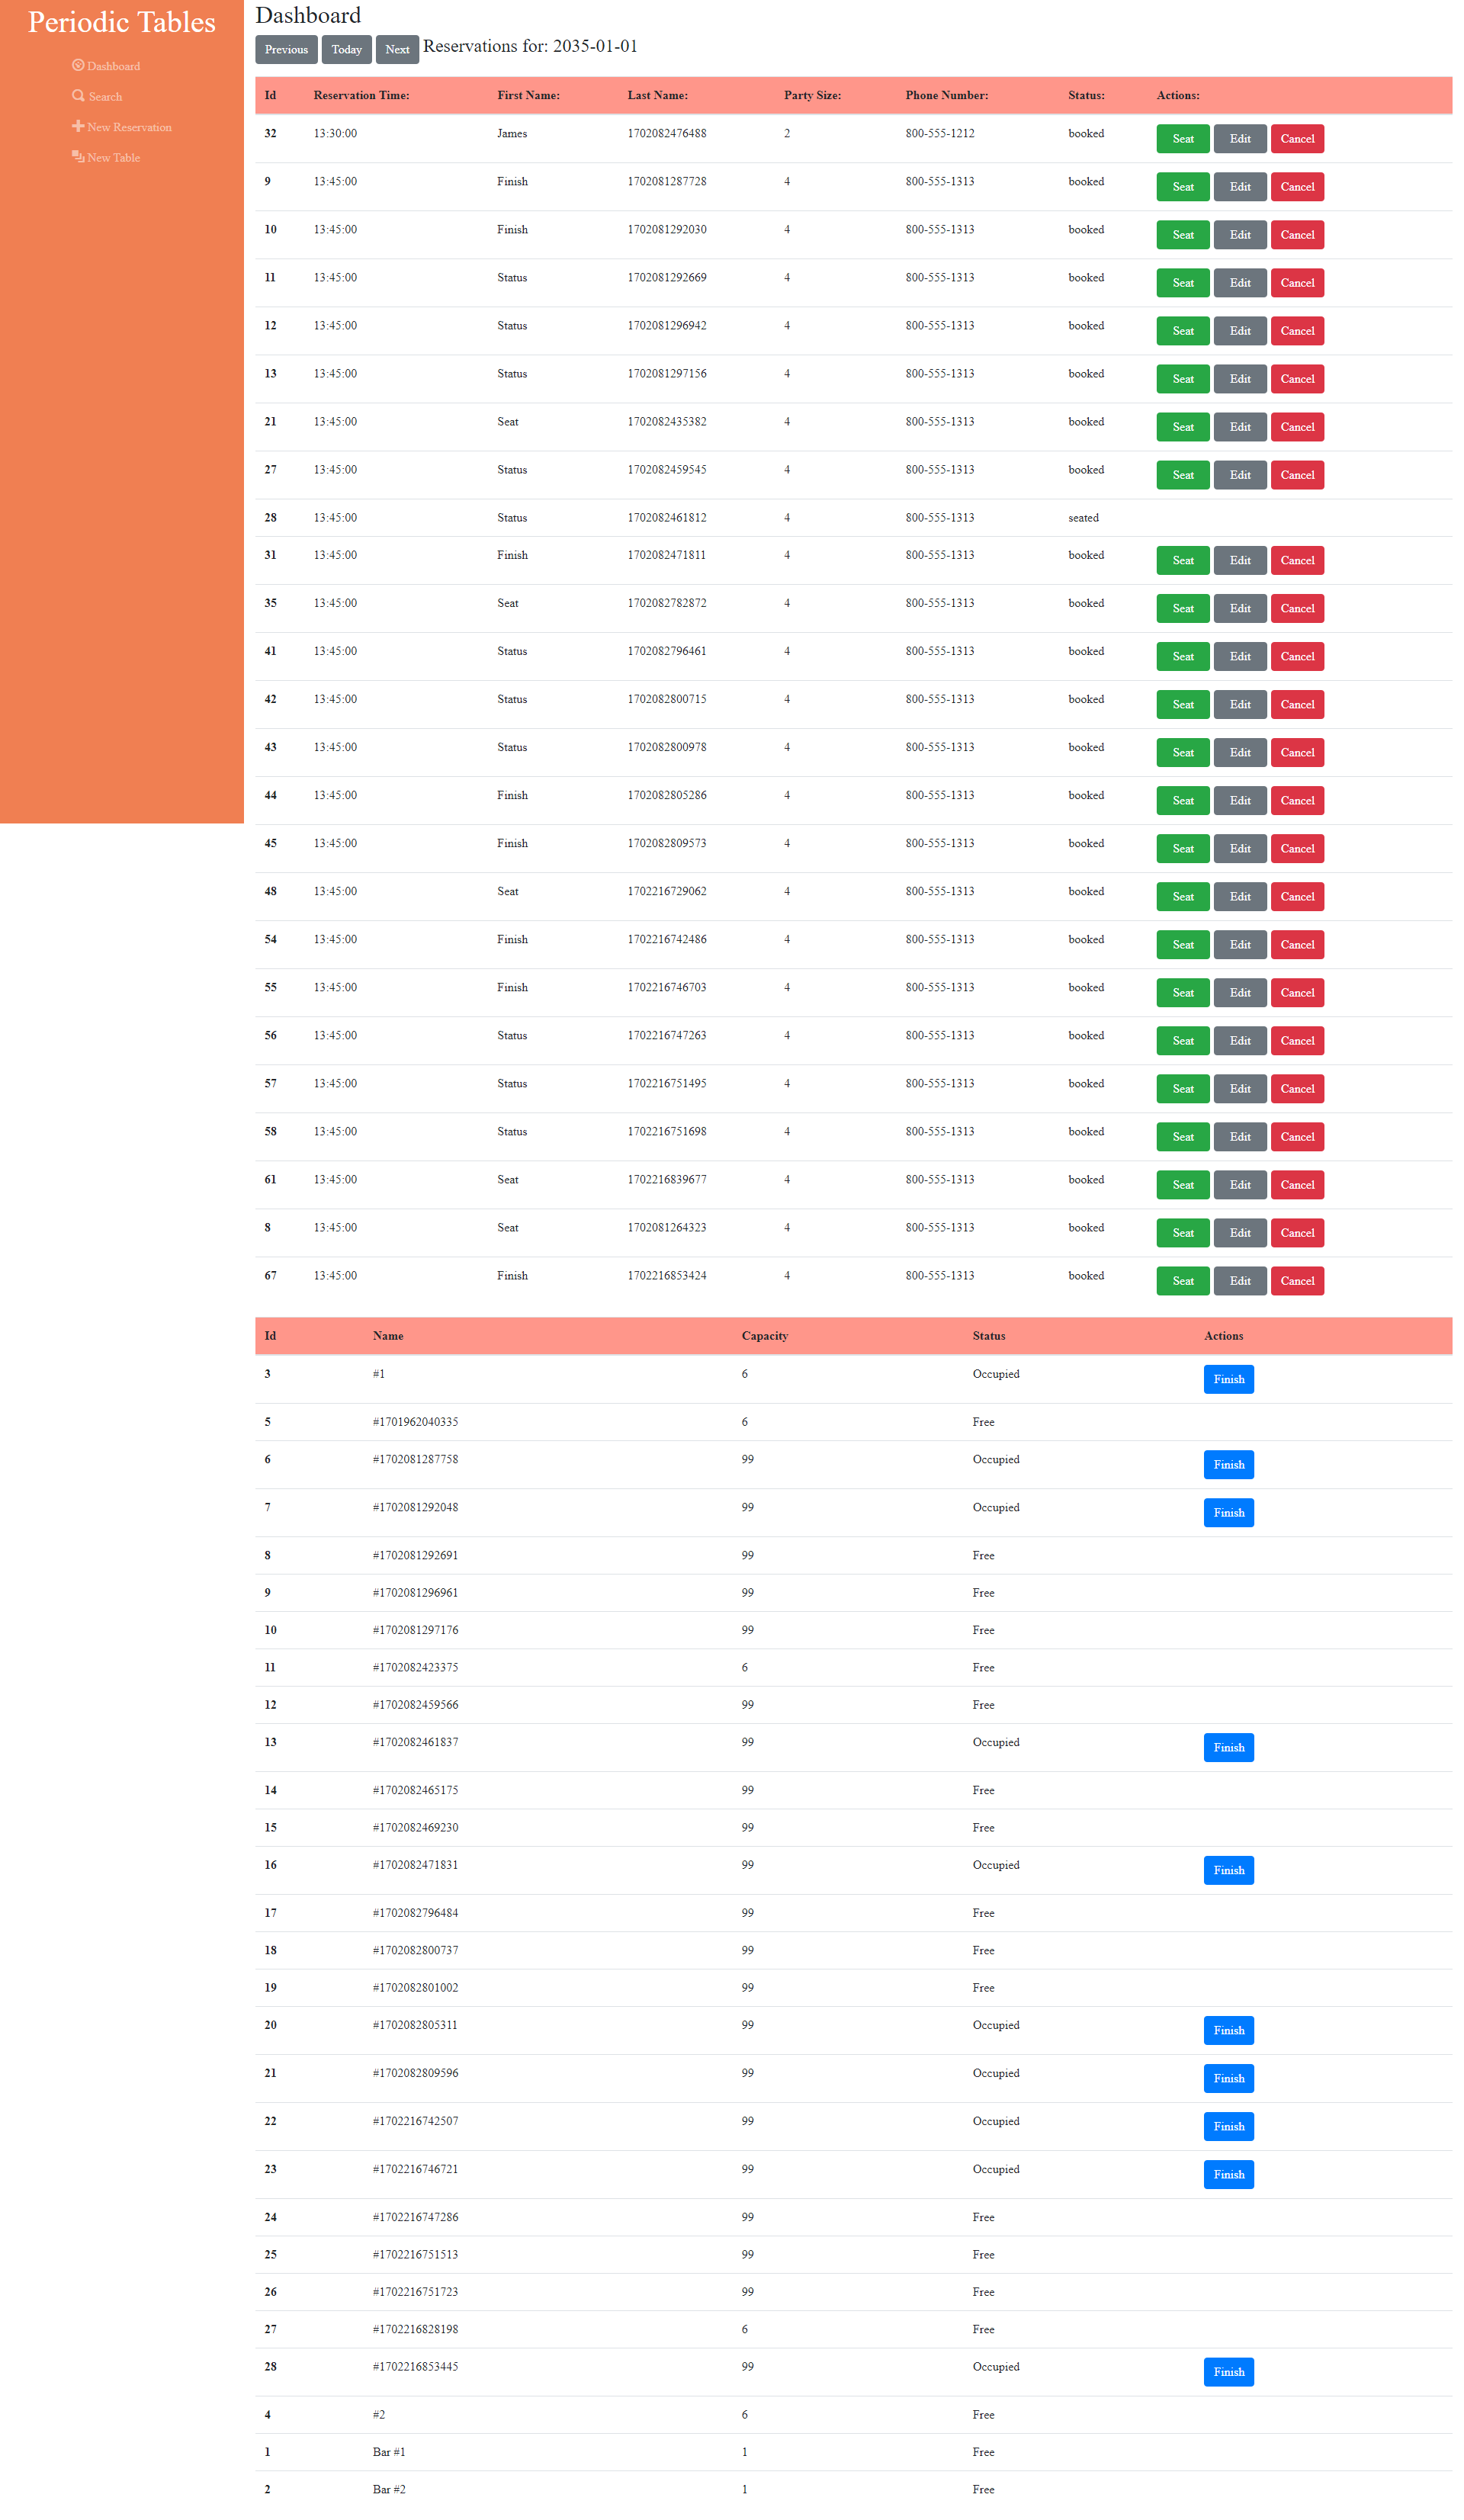 Periodic Tables
Dashboard
Search
New Reservation
New Table
Dashboard
Previous Today Next Reservations for: 2035-01-01
Id Reservation Time: First Name: Last Name: Party Size: Phone Number: Status: Actions:
32 13:30:00 James 1702082476488 2 800-555-1212 booked Seat Edit Cancel
9 13:45:00 Finish 1702081287728 4 800-555-1313 booked Seat Edit Cancel
10 13:45:00 Finish 1702081292030 4 800-555-1313 booked Seat Edit Cancel
11 13:45:00 Status 1702081292669 4 800-555-1313 booked Seat Edit Cancel
12 13:45:00 Status 1702081296942 4 800-555-1313 booked Seat Edit Cancel
13 13:45:00 Status 1702081297156 4 800-555-1313 booked Seat Edit Cancel
21 13:45:00 Seat 1702082435382 4 800-555-1313 booked Seat Edit Cancel
27 13:45:00 Status 1702082459545 4 800-555-1313 booked Seat Edit Cancel
28 13:45:00 Status 1702082461812 4 800-555-1313 seated
31 13:45:00 Finish 1702082471811 4 800-555-1313 booked Seat Edit Cancel
35 13:45:00 Seat 1702082782872 4 800-555-1313 booked Seat Edit Cancel
41 13:45:00 Status 1702082796461 4 800-555-1313 booked Seat Edit Cancel
42 13:45:00 Status 1702082800715 4 800-555-1313 booked Seat Edit Cancel
43 13:45:00 Status 1702082800978 4 800-555-1313 booked Seat Edit Cancel
44 13:45:00 Finish 1702082805286 4 800-555-1313 booked Seat Edit Cancel
45 13:45:00 Finish 1702082809573 4 800-555-1313 booked Seat Edit Cancel
48 13:45:00 Seat 1702216729062 4 800-555-1313 booked Seat Edit Cancel
54 13:45:00 Finish 1702216742486 4 800-555-1313 booked Seat Edit Cancel
55 13:45:00 Finish 1702216746703 4 800-555-1313 booked Seat Edit Cancel
56 13:45:00 Status 1702216747263 4 800-555-1313 booked Seat Edit Cancel
57 13:45:00 Status 1702216751495 4 800-555-1313 booked Seat Edit Cancel
58 13:45:00 Status 1702216751698 4 800-555-1313 booked Seat Edit Cancel
61 13:45:00 Seat 1702216839677 4 800-555-1313 booked Seat Edit Cancel
8 13:45:00 Seat 1702081264323 4 800-555-1313 booked Seat Edit Cancel
67 13:45:00 Finish 1702216853424 4 800-555-1313 booked Seat Edit Cancel
Id Name Capacity Status Actions
3 #1 6 Occupied Finish
5 #1701962040335 6 Free
6 #1702081287758 99 Occupied Finish
7 #1702081292048 99 Occupied Finish
8 #1702081292691 99 Free
9 #1702081296961 99 Free
10 #1702081297176 99 Free
11 #1702082423375 6 Free
12 #1702082459566 99 Free
13 #1702082461837 99 Occupied Finish
14 #1702082465175 99 Free
15 #1702082469230 99 Free
16 #1702082471831 99 Occupied Finish
17 #1702082796484 99 Free
18 #1702082800737 99 Free
19 #1702082801002 99 Free
20 #1702082805311 99 Occupied Finish
21 #1702082809596 99 Occupied Finish
22 #1702216742507 99 Occupied Finish
23 #1702216746721 99 Occupied Finish
24 #1702216747286 99 Free
25 #1702216751513 99 Free
26 #1702216751723 99 Free
27 #1702216828198 6 Free
28 #1702216853445 99 Occupied Finish
4 #2 6 Free
1 Bar #1 1 Free
2 Bar #2 1 Free